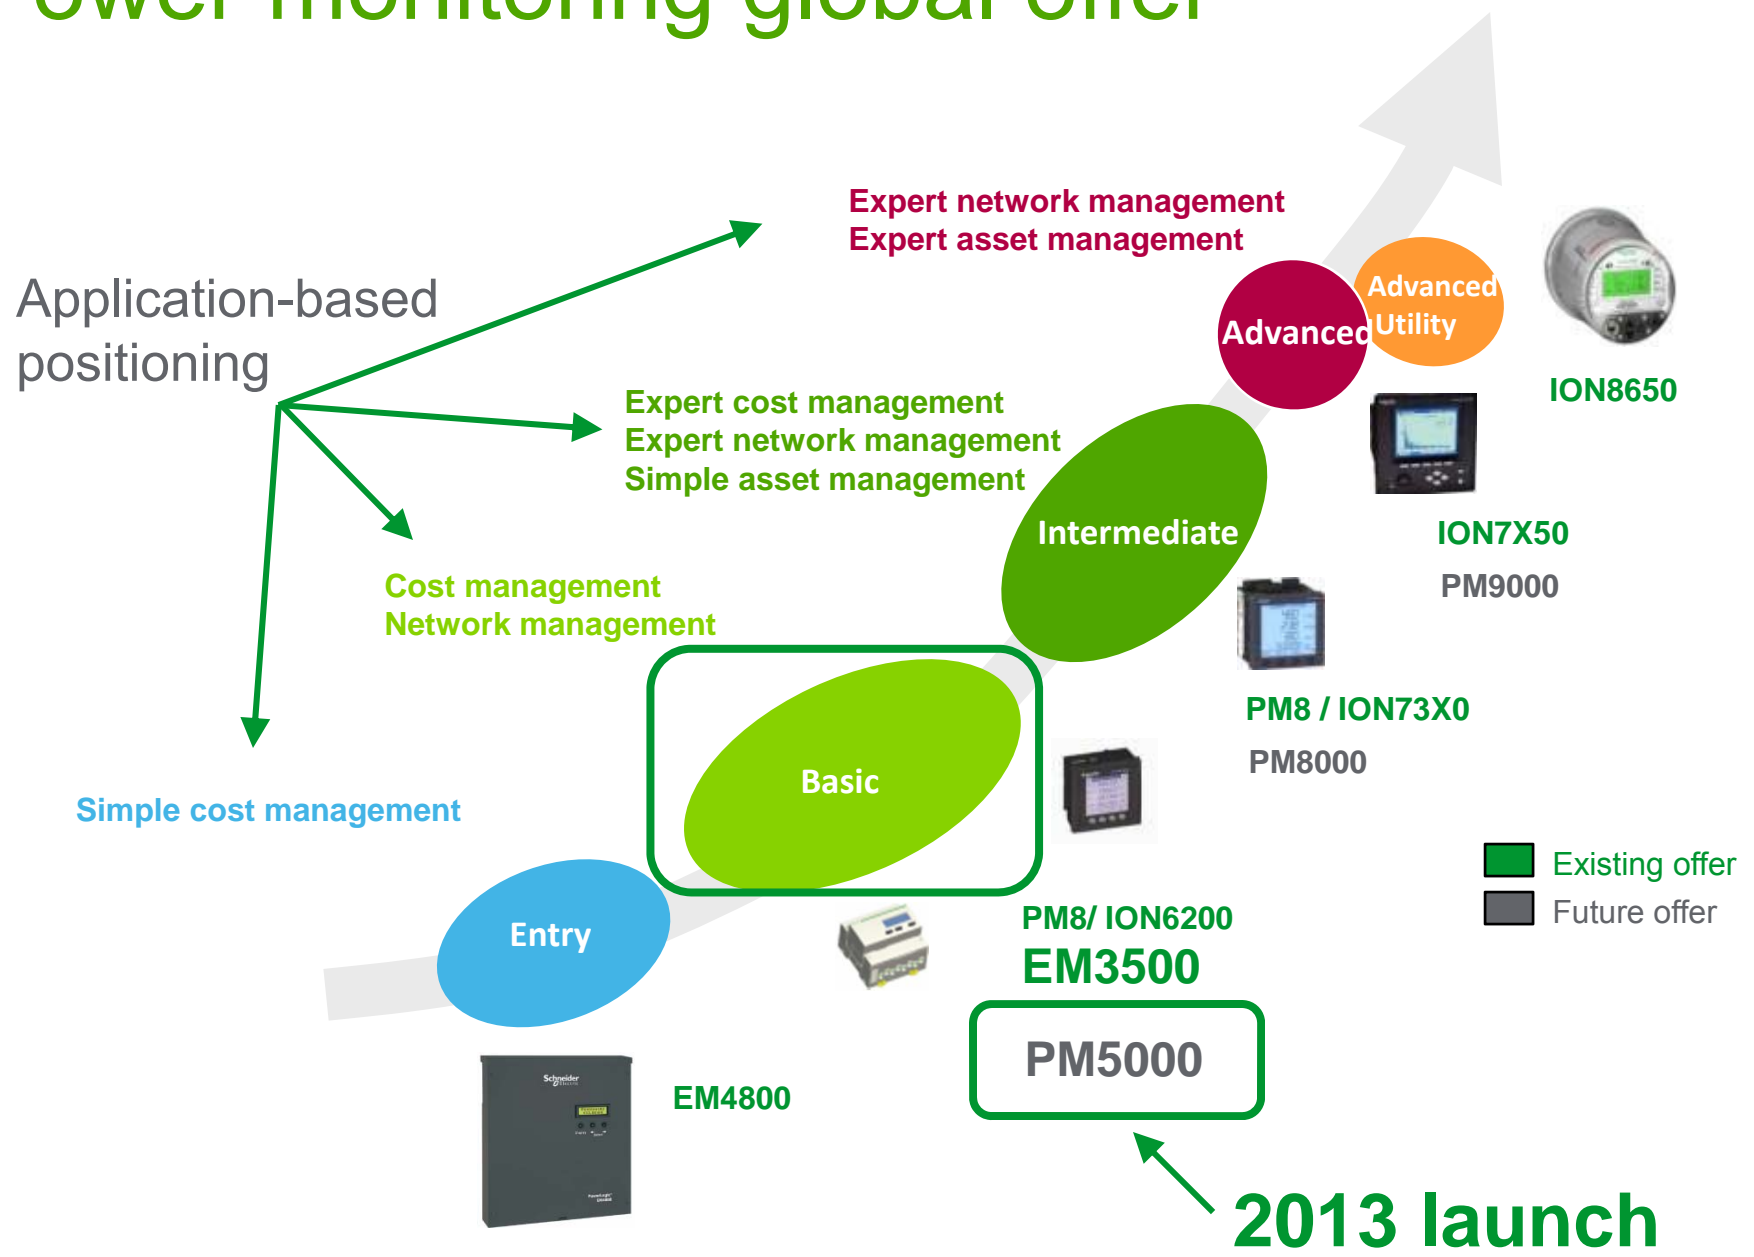 ower monitoring global offer
Expert network management
Expert asset management
Application-based
positioning
Advanced
Utility
Advanced
ION8650
Expert cost management
Expert network management
Simple asset management
Intermediate
ION7X50
PM9000
Cost management
Network management
PM8 / ION73X0
PM8000
Basic
Simple cost management
Existing offer
Future offer
PM8/ ION6200
EM3500
Entry
PM5000
Schneider
Electric
EM4800
2013 launch